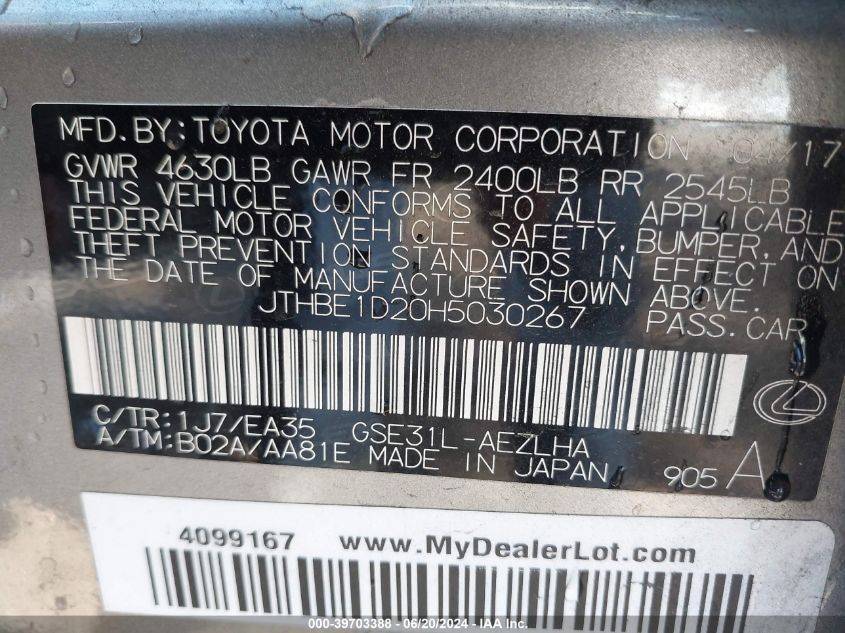 MFD. BY: TOYOTA MOTOR CORPORATION /17
GVWR 4630LB GAWR FR 2400LB RR 2545LB
THIS VEHICLE CONFORMS TO ALL APPLICABLE
FEDERAL MOTOR VEHICLE SAFETY, BUMPER, AND
THEFT PREVENTION STANDARDS IN EFFECT ON
THE DATE OF MANUFACTURE SHOWN ABOVE.
JTHBE1D20H5030267 PASS. CAR
C/TR: 1J7/EA35 GSE31L-AEZLHA
A/TM: B02A/AA81E MADE IN JAPAN 905 A
4099167 www.MyDealerLot.com
000-39703388 - 06/20/2024 - IAA Inc.